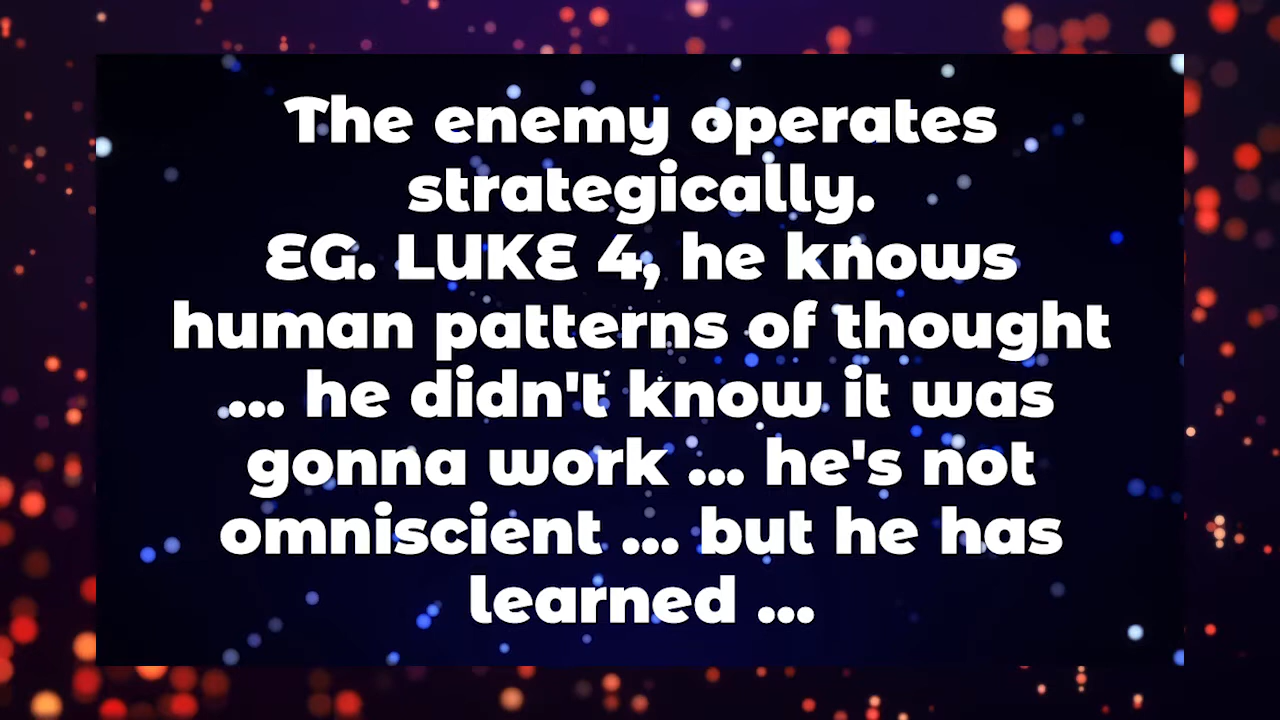 The enemy operates
strategically.
EG. LUKE 4, he knows
human patterns of thought
... he didn't know it was
gonna work ... he's not
omniscient ... but he has
learned ...